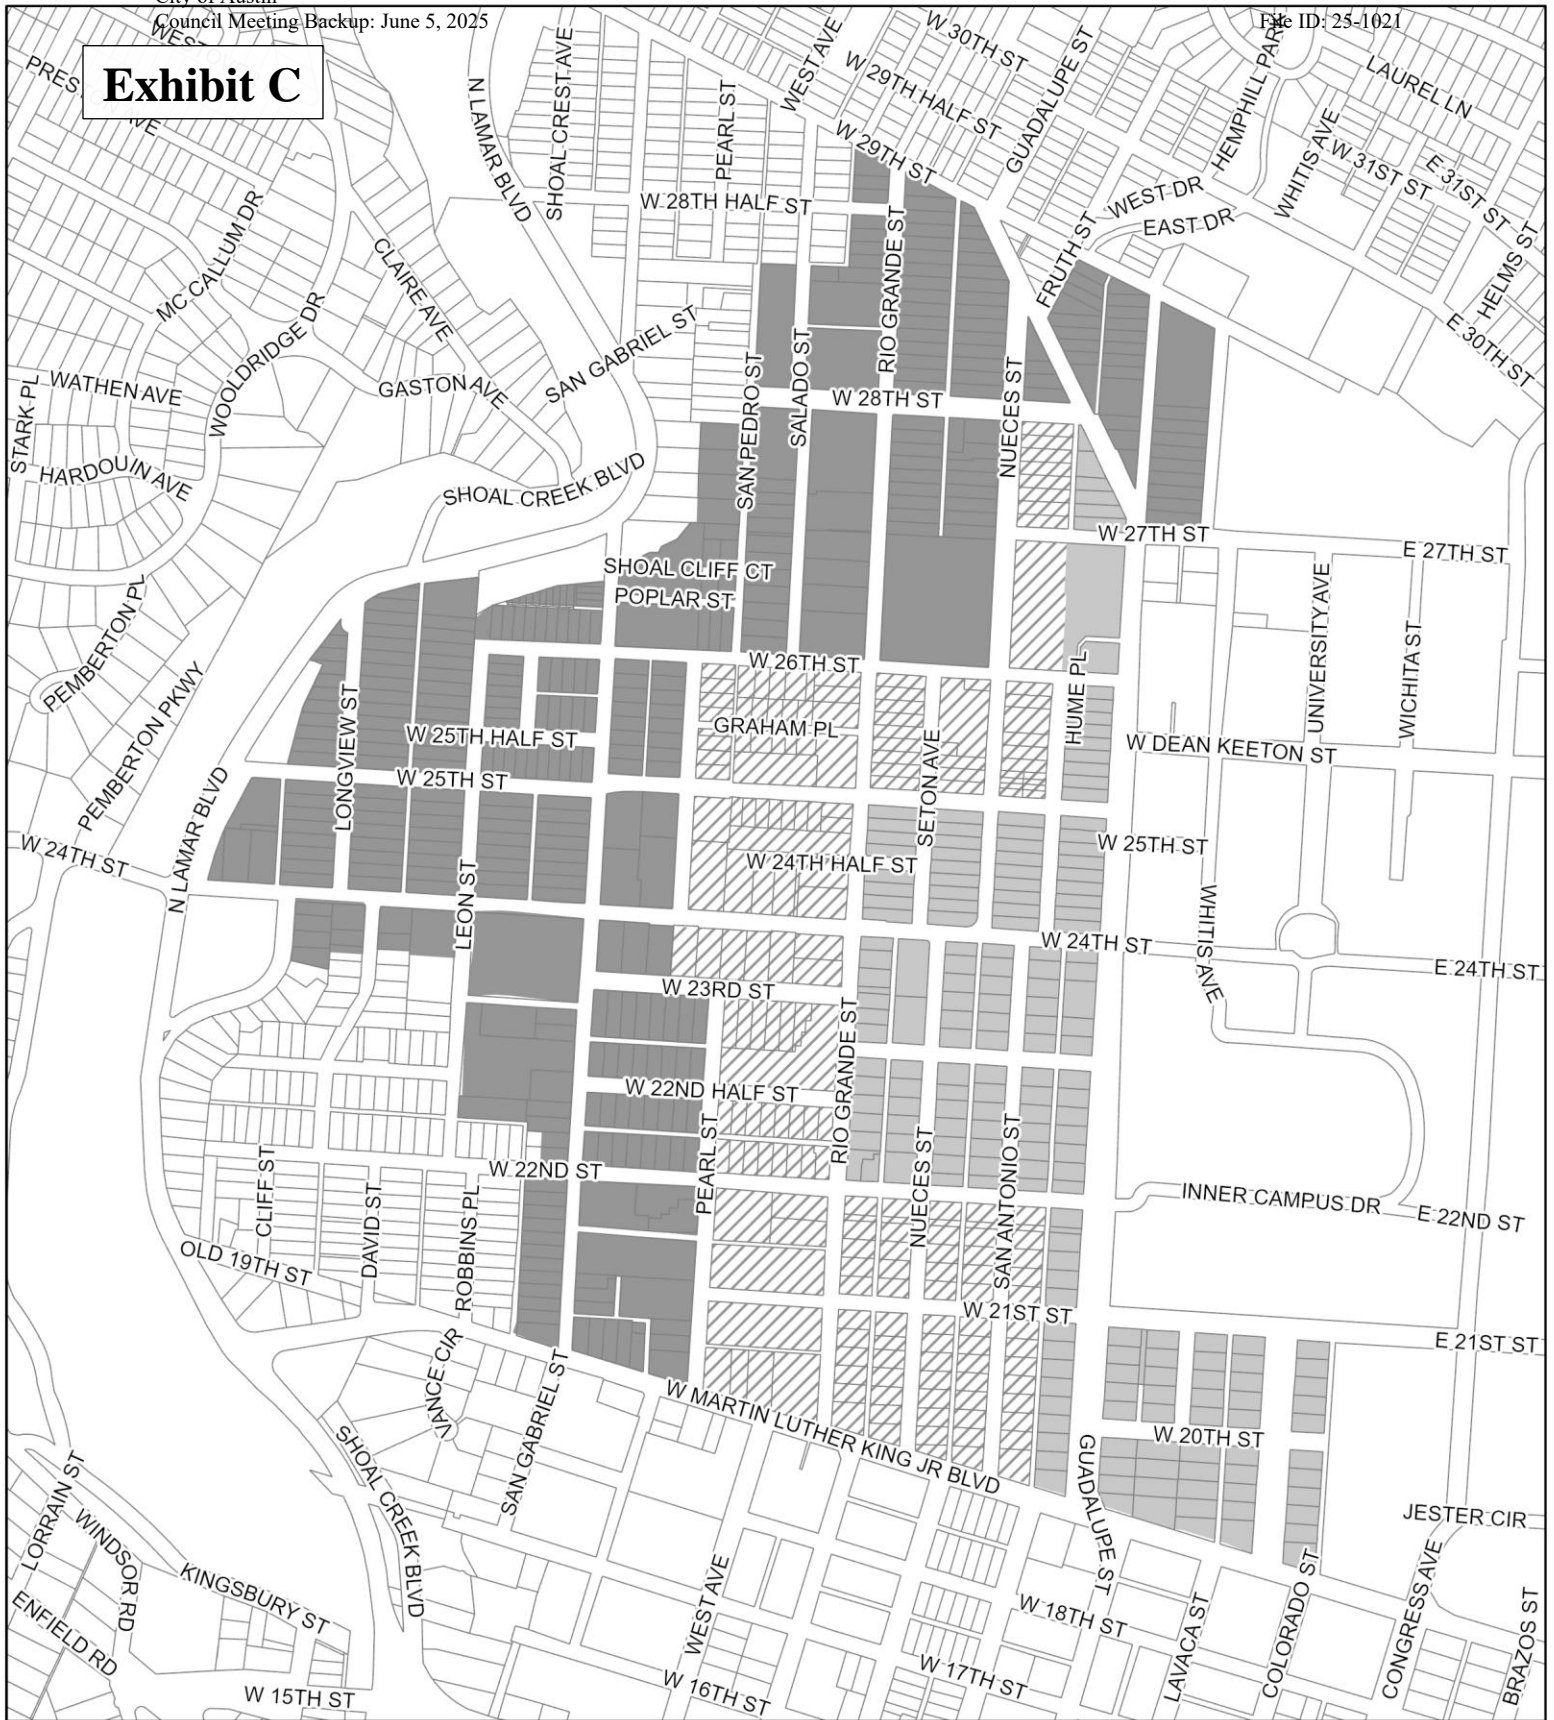 City of Austin
Council Meeting Backup: June 5, 2025
File ID: 25-1021
Exhibit C
W 30TH ST
WEST AVE
SHOAL CREST AVE
GUADALUPE ST
HEMPHILL PARK
LAUREL LN
W 29TH HALF ST
N LAMAR BLVD
PEARL ST
W 29TH ST
WHITIS AVE
W 31ST ST
E 31ST ST
W 28TH HALF ST
WEST DR
EAST DR
HELMS ST
MC CALLUM DR
CLAIRE AVE
RIO GRANDE ST
FRUTH ST
E 30TH ST
WOOLDRIDGE DR
SAN GABRIEL ST
WATHEN AVE
GASTON AVE
SAN PEDRO ST
SALADO ST
W 28TH ST
NUECES ST
STARK PL
HARDOUIN AVE
SHOAL CREEK BLVD
W 27TH ST
E 27TH ST
SHOAL CLIFF CT
POPLAR ST
UNIVERSITY AVE
WICHITA ST
PEMBERTON PL
W 26TH ST
HUME PL
PEMBERTON PKWY
LONGVIEW ST
W 25TH HALF ST
GRAHAM PL
SETON AVE
W DEAN KEETON ST
W 25TH ST
N LAMAR BLVD
W 24TH ST
W 24TH HALF ST
W 25TH ST
LEON ST
WHITIS AVE
W 24TH ST
E 24TH ST
W 23RD ST
RIO GRANDE ST
W 22ND HALF ST
PEARL ST
NUECES ST
SAN ANTONIO ST
W 22ND ST
CLIFF ST
DAVID ST
ROBBINS PL
INNER CAMPUS DR
E 22ND ST
OLD 19TH ST
W 21ST ST
E 21ST ST
VANCE CIR
SAN GABRIEL ST
W MARTIN LUTHER KING JR BLVD
W 20TH ST
SHOAL CREEK BLVD
GUADALUPE ST
LORRAIN ST
WINDSOR RD
JESTER CIR
KINGSBURY ST
ENFIELD RD
WEST AVE
W 18TH ST
LAVACA ST
COLORADO ST
CONGRESS AVE
BRAZOS ST
W 17TH ST
W 16TH ST
W 15TH ST